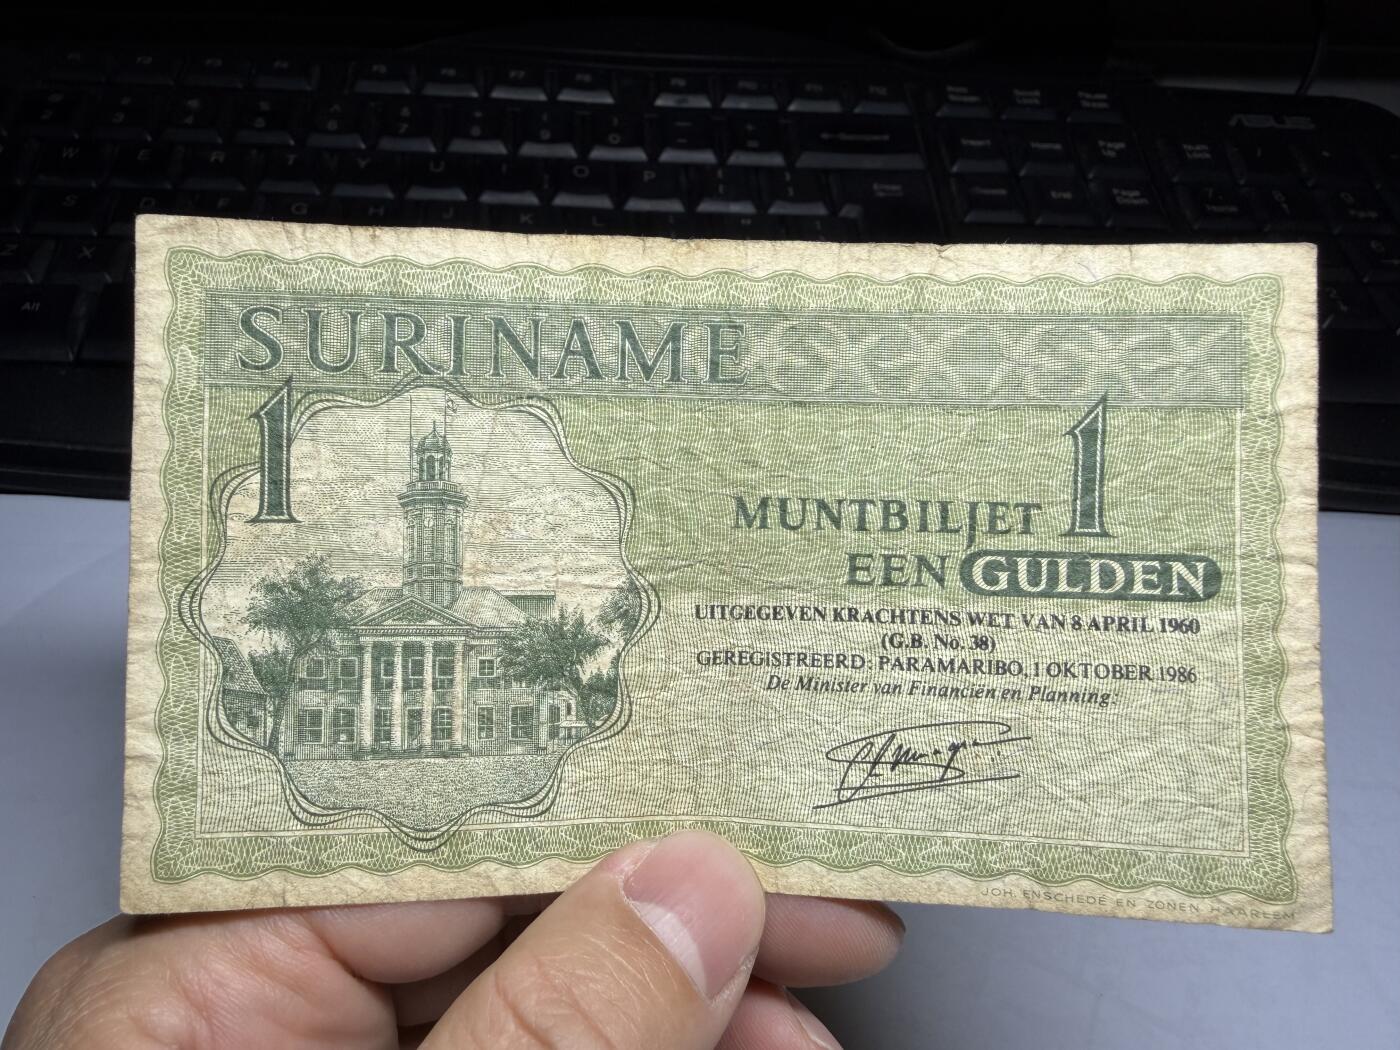 ASUS
SURINAME
1
1
MUNTBILJET
EEN GULDEN
UITGEGEVEN KRACHTENS WET VAN 8 APRIL 1960
(G.B. No. 38)
GEREGISTREERD: PARAMARIBO, 1 OKTOBER 1986
De Minister van Financiën en Planning:
JOH. ENSCHEDÉ EN ZONEN HAARLEM